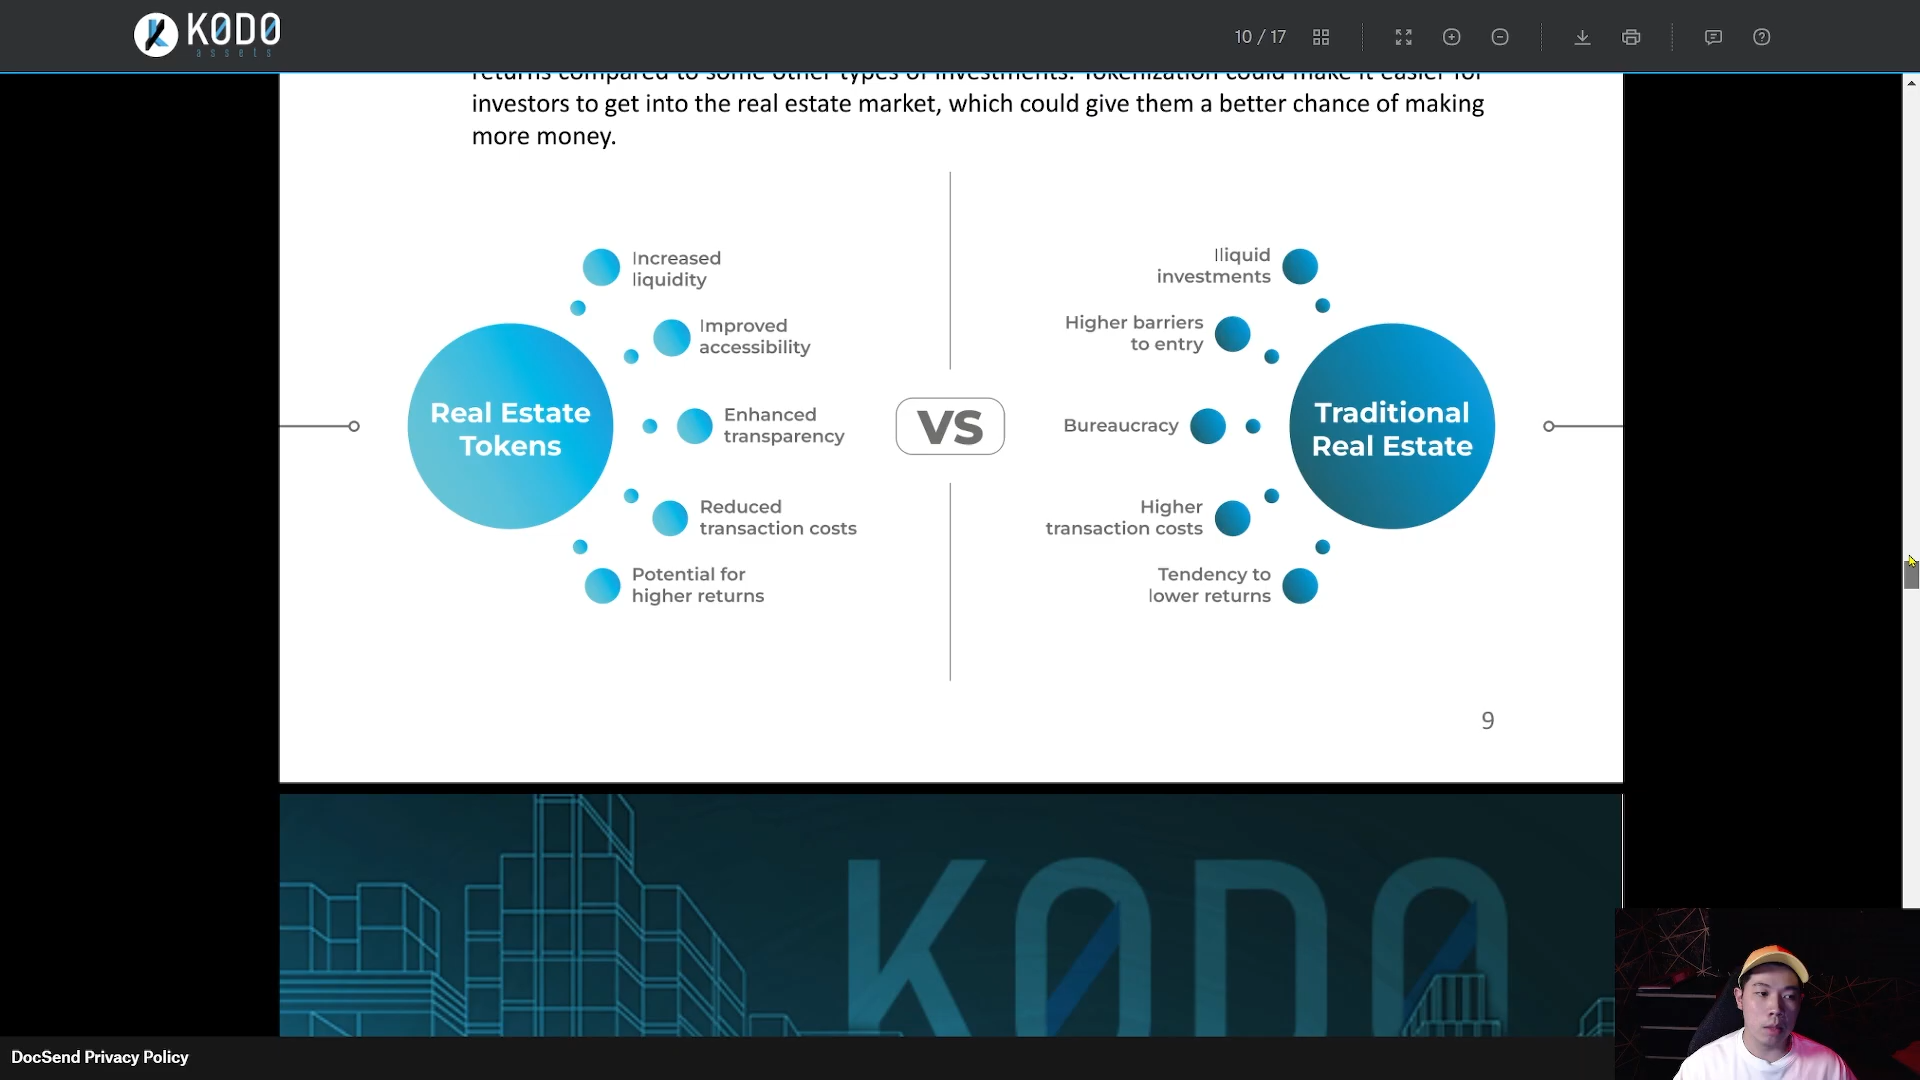 KODO
assets
10 / 17
returns compared to some other types of investments. Tokenization could make it easier for
investors to get into the real estate market, which could give them a better chance of making
more money.
Increased
liquidity
Improved
accessibility
Enhanced
transparency
Reduced
transaction costs
Potential for
higher returns
Real Estate
Tokens
VS
Illiquid
investments
Higher barriers
to entry
Bureaucracy
Higher
transaction costs
Tendency to
lower returns
Traditional
Real Estate
9
KODO
DocSend Privacy Policy